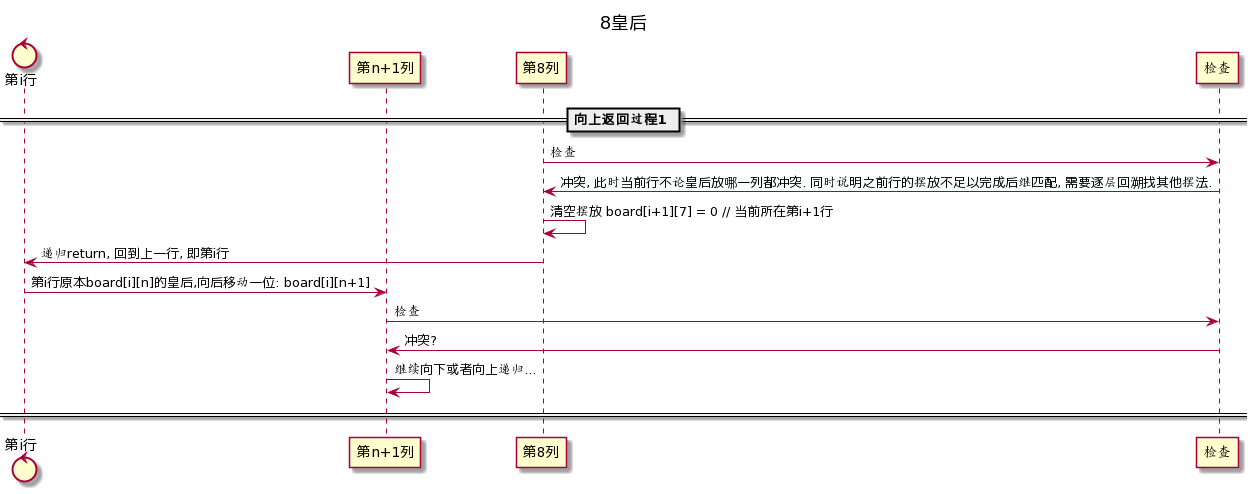 8皇后
第i行
第n+1列
第8列
检查
向上返回过程1
检查
冲突, 此时当前行不论皇后放哪一列都冲突. 同时说明之前行的摆放不足以完成后继匹配, 需要逐层回溯找其他摆法.
清空摆放 board[i+1][7] = 0 // 当前所在第i+1行
递归return, 回到上一行, 即第i行
第i行原本board[i][n]的皇后,向后移动一位: board[i][n+1]
检查
冲突?
继续向下或者向上递归...
第i行
第n+1列
第8列
检查